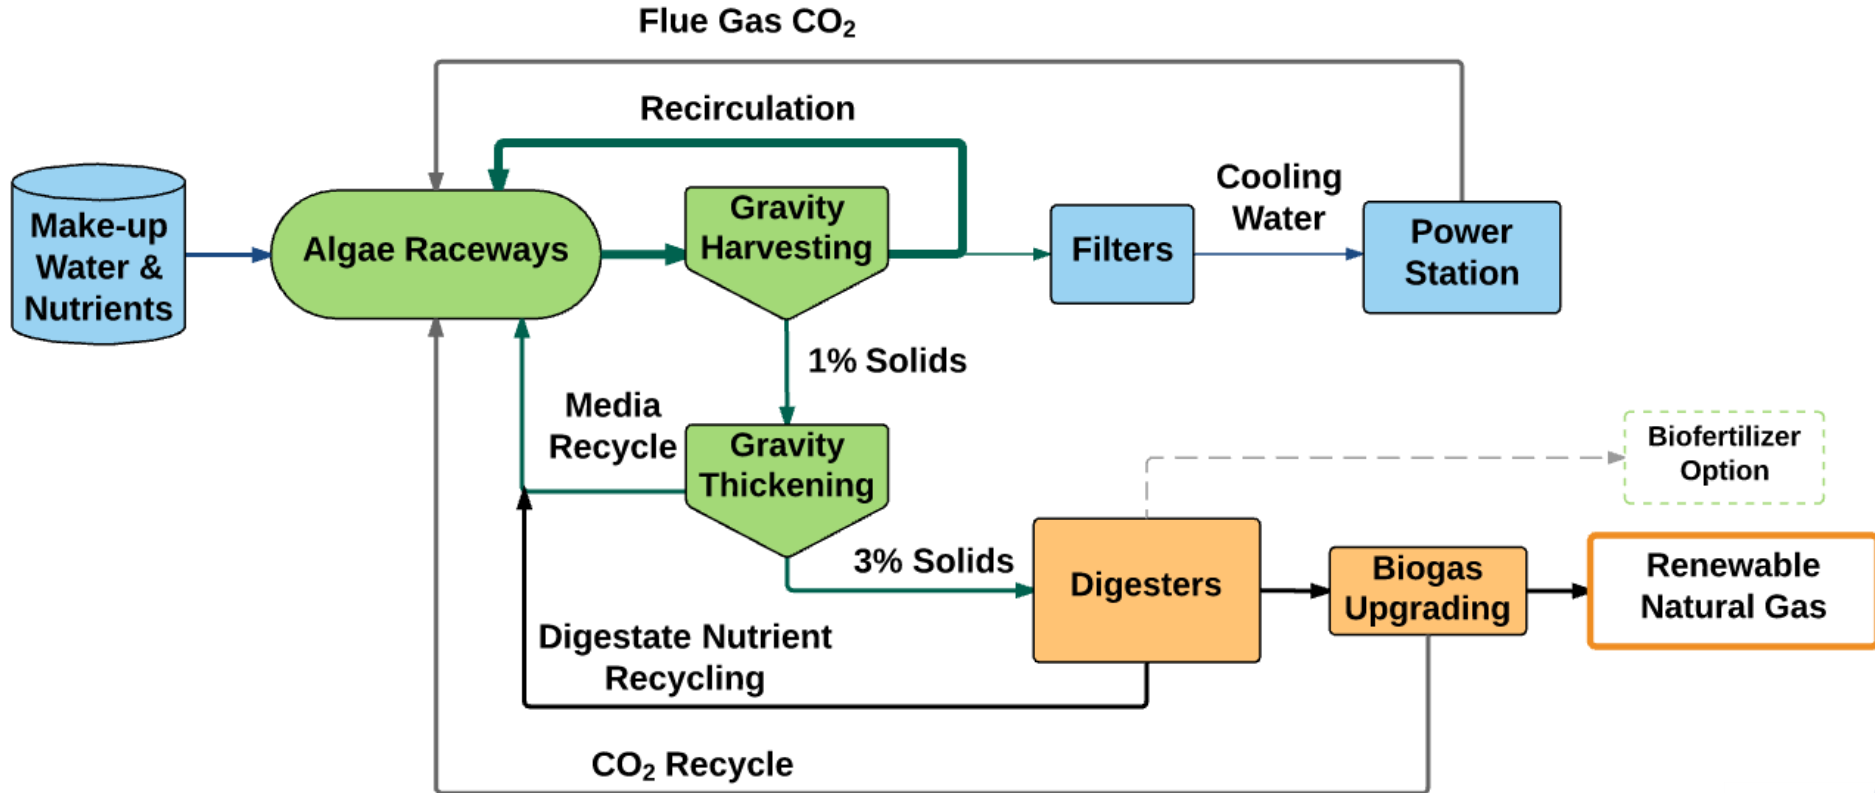 Flue Gas CO₂
Recirculation
Make-up
Water &
Nutrients
Algae Raceways
Gravity
Harvesting
Filters
Cooling
Water
Power
Station
1% Solids
Media
Recycle
Gravity
Thickening
3% Solids
Digesters
Biofertilizer
Option
Biogas
Upgrading
Renewable
Natural Gas
Digestate Nutrient
Recycling
CO₂ Recycle